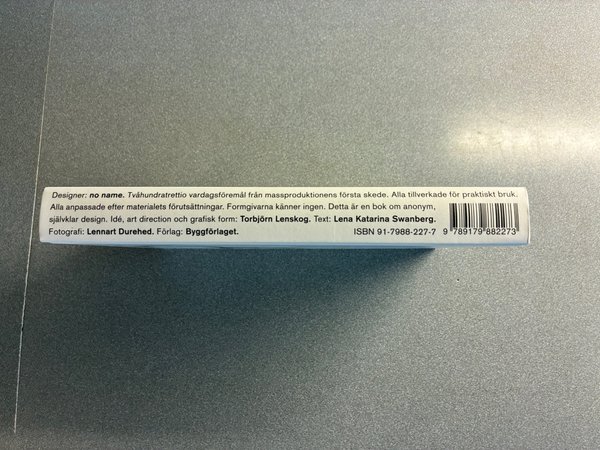 Designer: no name. Tvåhundratrettio vardagsföremål från massproduktionens första skede. Alla tillverkade för praktiskt bruk.
Alla anpassade efter materialets förutsättningar. Formgivarna känner ingen. Detta är en bok om anonym,
självklar design. Idé, art direction och grafisk form: Torbjörn Lenskog. Text: Lena Katarina Swanberg.
Fotografi: Lennart Durehed. Förlag: Byggförlaget. ISBN 91-7988-227-7 9 789179 882273